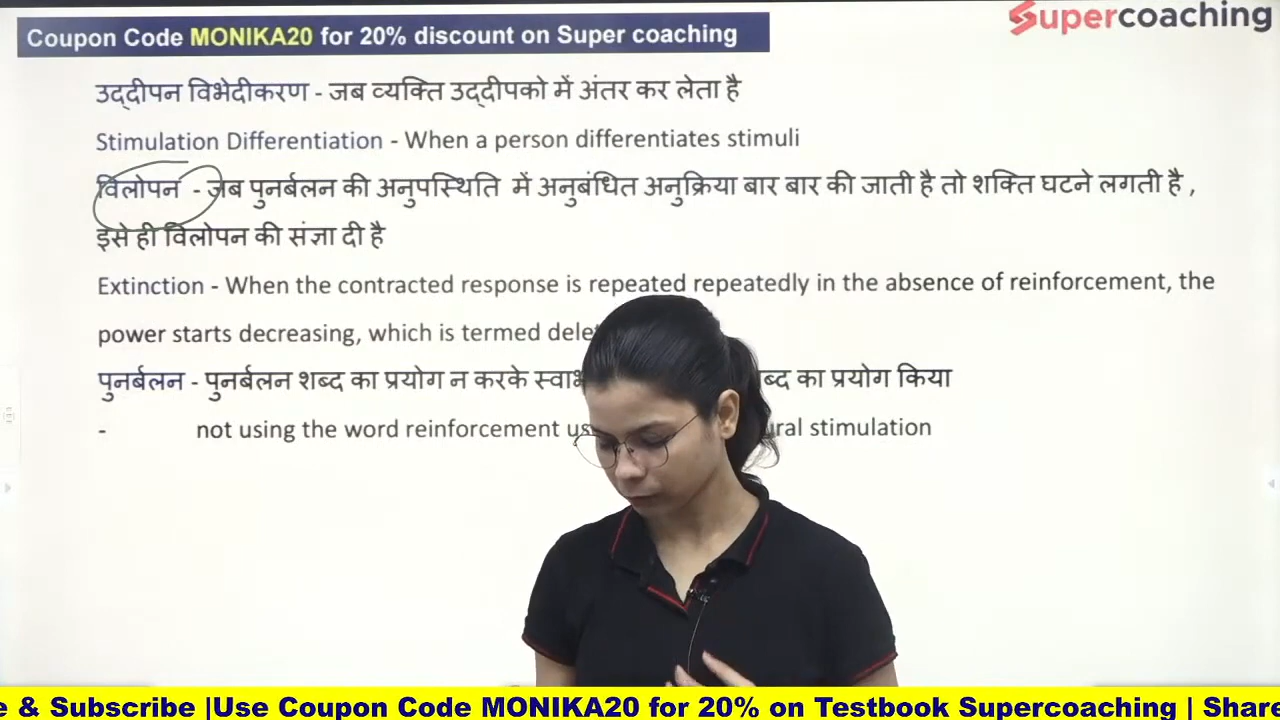 Coupon Code MONIKA20 for 20% discount on Super coaching
Supercoaching
उद्दीपन विभेदीकरण - जब व्यक्ति उद्दीपको में अंतर कर लेता है
Stimulation Differentiation - When a person differentiates stimuli
विलोपन - जब पुनर्बलन की अनुपस्थिति में अनुबंधित अनुक्रिया बार बार की जाती है तो शक्ति घटने लगती है ,
इसे ही विलोपन की संज्ञा दी है
Extinction - When the contracted response is repeated repeatedly in the absence of reinforcement, the
power starts decreasing, which is termed
पुनर्बलन - पुनर्बलन शब्द का प्रयोग न करके का प्रयोग किया
- not using the word reinforcement stimulation
e & Subscribe |Use Coupon Code MONIKA20 for 20% on Testbook Supercoaching | Share